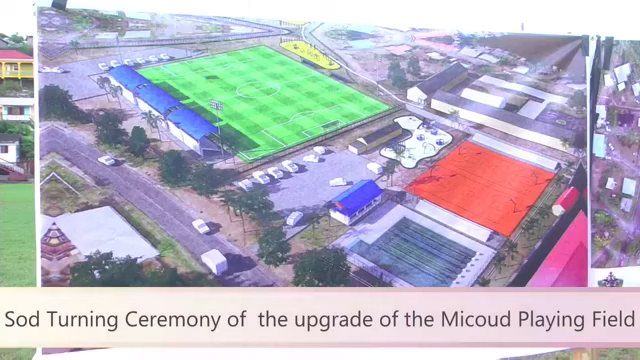 Sod Turning Ceremony of the upgrade of the Micoud Playing Field